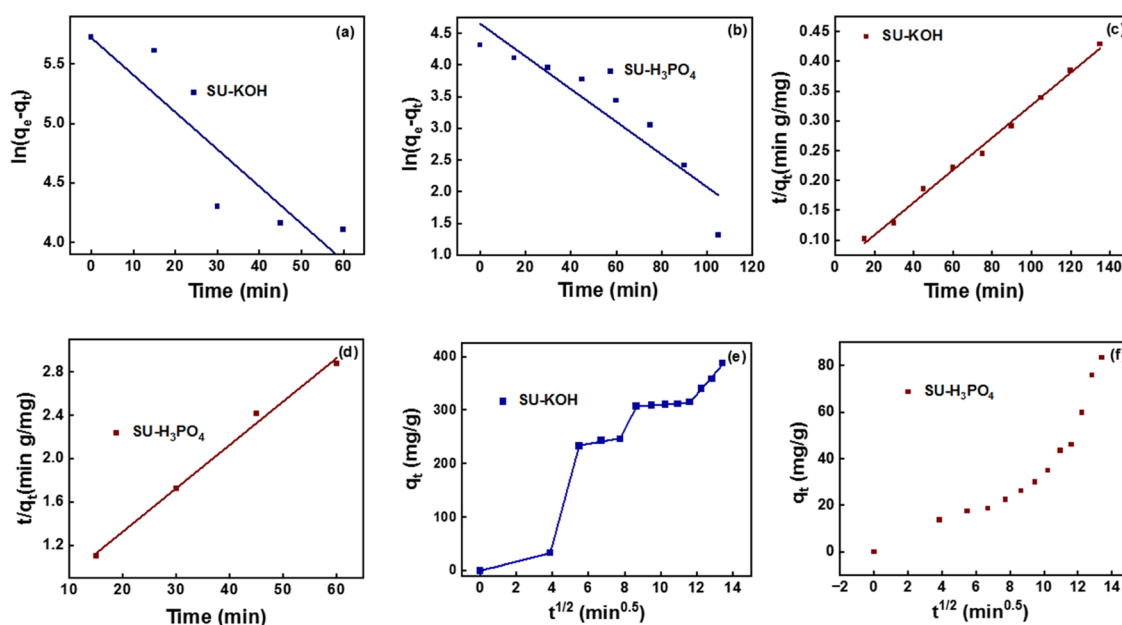 (a)
SU-KOH
ln(qₑ-qₜ)
5.5
5.0
4.5
4.0
0 10 20 30 40 50 60
Time (min)
(b)
SU-H₃PO₄
ln(qₑ-qₜ)
5.0
4.5
4.0
3.5
3.0
2.5
2.0
1.5
1.0
0 20 40 60 80 100 120
Time (min)
(c)
SU-KOH
t/qₜ(min g/mg)
0.45
0.40
0.35
0.30
0.25
0.20
0.15
0.10
0 20 40 60 80 100 120 140
Time (min)
(d)
SU-H₃PO₄
t/qₜ(min g/mg)
2.8
2.4
2.0
1.6
1.2
10 20 30 40 50 60
Time (min)
(e)
SU-KOH
qₜ (mg/g)
400
300
200
100
0
0 2 4 6 8 10 12 14
t¹ᐟ² (min⁰·⁵)
(f)
SU-H₃PO₄
qₜ (mg/g)
80
60
40
20
0
−2 0 2 4 6 8 10 12 14
t¹ᐟ² (min⁰·⁵)